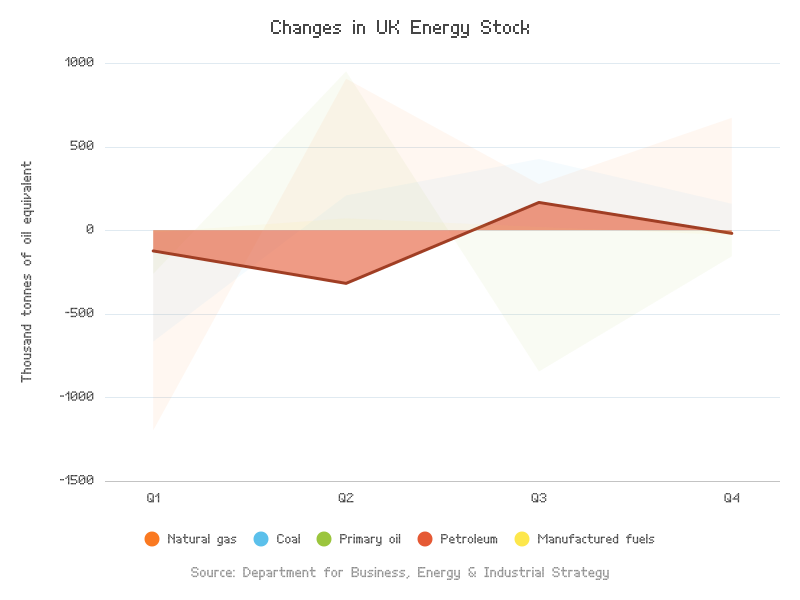 Changes in UK Energy Stock
Thousand tonnes of oil equivalent
1000
500
0
-500
-1000
-1500
Q1 Q2 Q3 Q4
Natural gas Coal Primary oil Petroleum Manufactured fuels
Source: Department for Business, Energy & Industrial Strategy